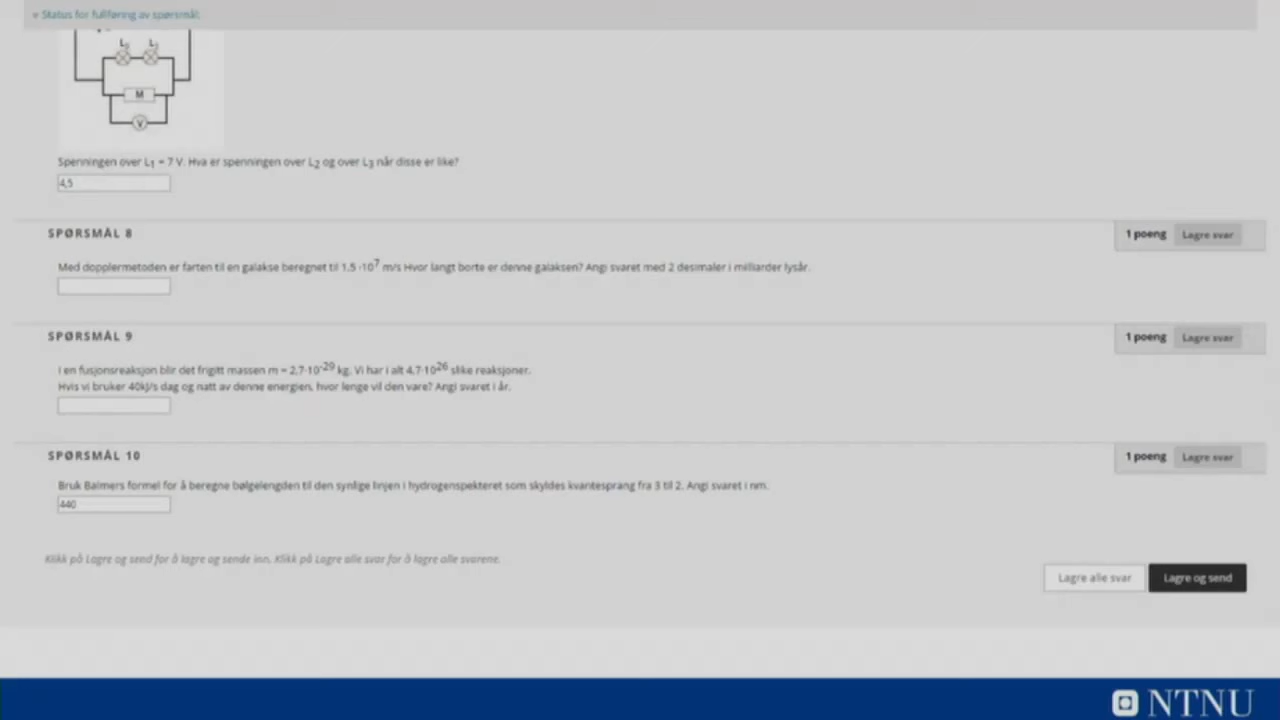 Status for fullføring av spørsmål:
M
V
Spenningen over L1 = 7 V. Hva er spenningen over L2 og over L3 når disse er like?
4,5
SPØRSMÅL 8
1 poeng Lagre svar
Med dopplermetoden er farten til en galakse beregnet til 1.5 ·10^7 m/s Hvor langt borte er denne galaksen? Angi svaret med 2 desimaler i milliarder lysår.
SPØRSMÅL 9
1 poeng Lagre svar
I en fusjonsreaksjon blir det frigitt massen m = 2,7·10^-29 kg. Vi har i alt 4,7·10^26 slike reaksjoner.
Hvis vi bruker 40kJ/s dag og natt av denne energien, hvor lenge vil den vare? Angi svaret i år.
SPØRSMÅL 10
1 poeng Lagre svar
Bruk Balmers formel for å beregne bølgelengden til den synlige linjen i hydrogenspekteret som skyldes kvantesprang fra 3 til 2. Angi svaret i nm.
440
Klikk på Lagre og send for å lagre og sende inn. Klikk på Lagre alle svar for å lagre alle svarene.
Lagre alle svar Lagre og send
NTNU